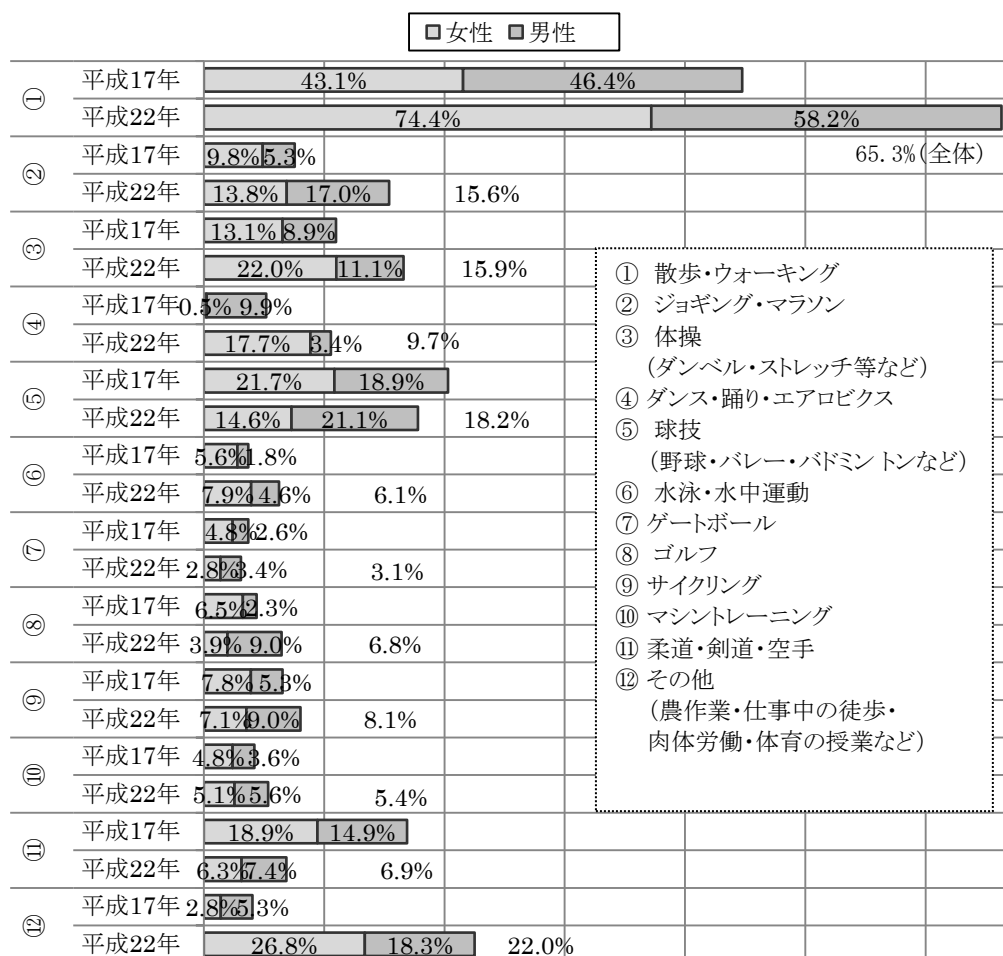 女性 男性
① 平成17年 43.1% 46.4%
平成22年 74.4% 58.2%
65.3%(全体)
② 平成17年 9.8% 5.3%
平成22年 13.8% 17.0% 15.6%
③ 平成17年 13.1% 8.9%
平成22年 22.0% 11.1% 15.9%
④ 平成17年 0.5% 9.9%
平成22年 17.7% 3.4% 9.7%
⑤ 平成17年 21.7% 18.9%
平成22年 14.6% 21.1% 18.2%
⑥ 平成17年 5.6% 1.8%
平成22年 7.9% 4.6% 6.1%
⑦ 平成17年 4.8% 2.6%
平成22年 2.8% 3.4% 3.1%
⑧ 平成17年 6.5% 2.3%
平成22年 3.9% 9.0% 6.8%
⑨ 平成17年 7.8% 5.3%
平成22年 7.1% 9.0% 8.1%
⑩ 平成17年 4.8% 3.6%
平成22年 5.1% 5.6% 5.4%
⑪ 平成17年 18.9% 14.9%
平成22年 6.3% 7.4% 6.9%
⑫ 平成17年 2.8% 5.3%
平成22年 26.8% 18.3% 22.0%
① 散歩・ウォーキング
② ジョギング・マラソン
③ 体操
(ダンベル・ストレッチ等など)
④ ダンス・踊り・エアロビクス
⑤ 球技
(野球・バレー・バドミントンなど)
⑥ 水泳・水中運動
⑦ ゲートボール
⑧ ゴルフ
⑨ サイクリング
⑩ マシントレーニング
⑪ 柔道・剣道・空手
⑫ その他
(農作業・仕事中の徒歩・
肉体労働・体育の授業など)